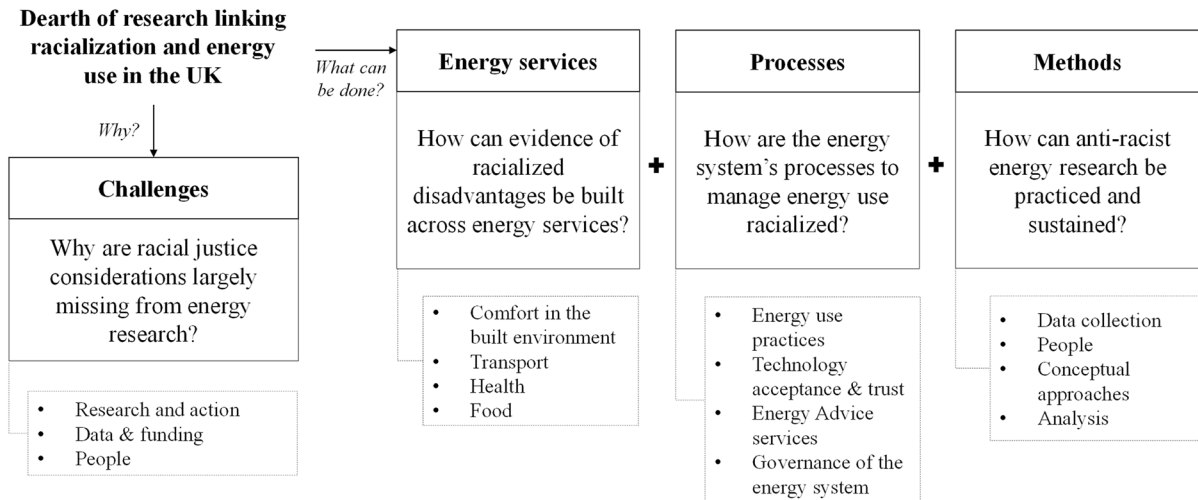 Dearth of research linking
racialization and energy
use in the UK
Why?
What can
be done?
Challenges
Why are racial justice
considerations largely
missing from energy
research?
• Research and action
• Data & funding
• People
Energy services
How can evidence of
racialized
disadvantages be built
across energy services?
• Comfort in the
built environment
• Transport
• Health
• Food
+
Processes
How are the energy
system's processes to
manage energy use
racialized?
• Energy use
practices
• Technology
acceptance & trust
• Energy Advice
services
• Governance of the
energy system
+
Methods
How can anti-racist
energy research be
practiced and
sustained?
• Data collection
• People
• Conceptual
approaches
• Analysis